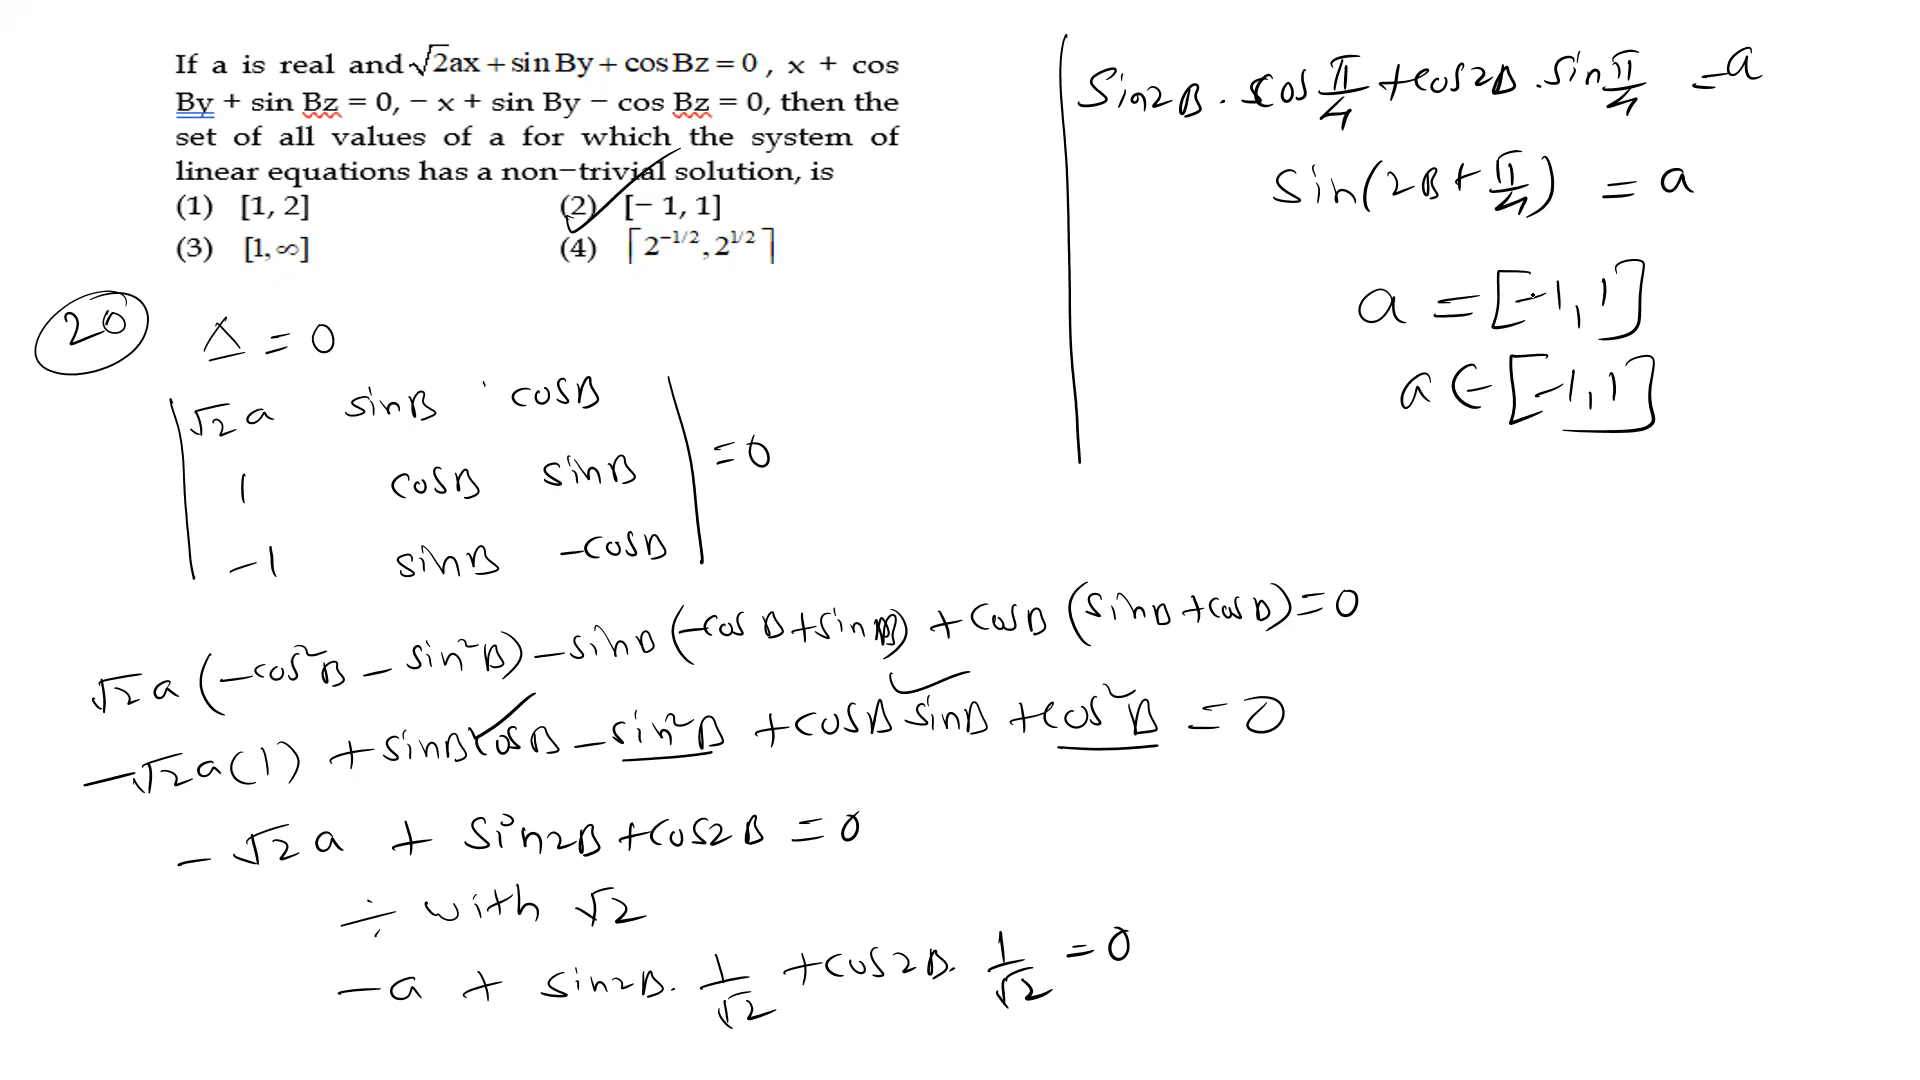 If a is real and √2ax + sin By + cos Bz = 0 , x + cos
By + sin Bz = 0, − x + sin By − cos Bz = 0, then the
set of all values of a for which the system of
linear equations has a non−trivial solution, is
(1) [1, 2] (2) [− 1, 1]
(3) [1, ∞] (4) ⌈2^{-1/2}, 2^{1/2}⌉
20
Δ = 0
| √2 a sinB cosB |
| 1 cosB sinB | = 0
| −1 sinB −cosB |
√2 a (−cos²B − sin²B) − sinB (−cos B + sin B) + cosB (sinB + cosB) = 0
−√2a(1) + sinBcosB − sin²B + cosB sinB + cos²B = 0
− √2 a + sin2B + cos2B = 0
÷ with √2
−a + sin2B. 1/√2 + cos2B. 1/√2 = 0
Sin2B . cos π/4 + cos2B . sin π/4 = a
Sin(2B + π/4) = a
a = [-1, 1]
a ∈ [-1, 1]